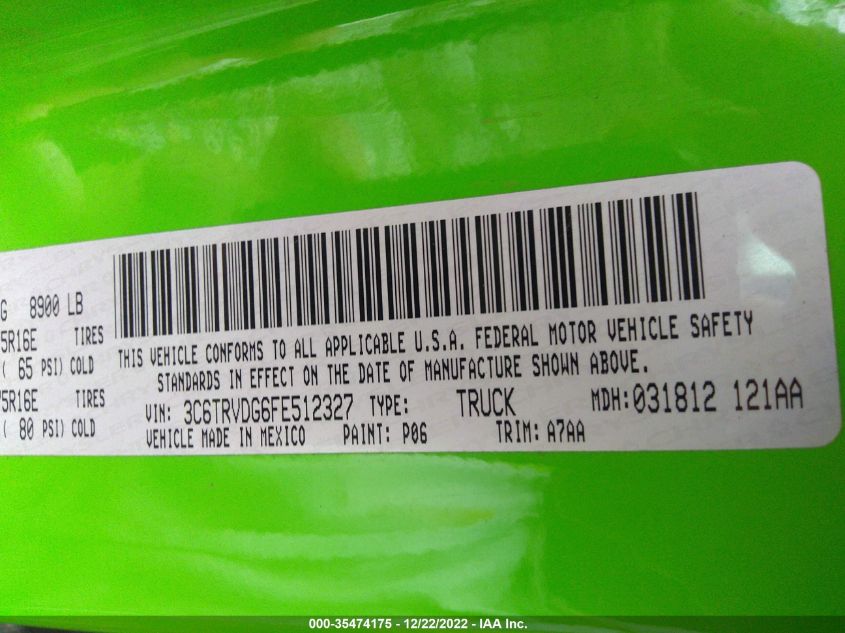 G 8900 LB
5R16E TIRES
( 65 PSI) COLD
5R16E TIRES
( 80 PSI) COLD
THIS VEHICLE CONFORMS TO ALL APPLICABLE U.S.A. FEDERAL MOTOR VEHICLE SAFETY
STANDARDS IN EFFECT ON THE DATE OF MANUFACTURE SHOWN ABOVE.
VIN: 3C6TRVDG6FE512327 TYPE: TRUCK MDH:031812 121AA
VEHICLE MADE IN MEXICO PAINT: P06 TRIM: A7AA
000-35474175 - 12/22/2022 - IAA Inc.